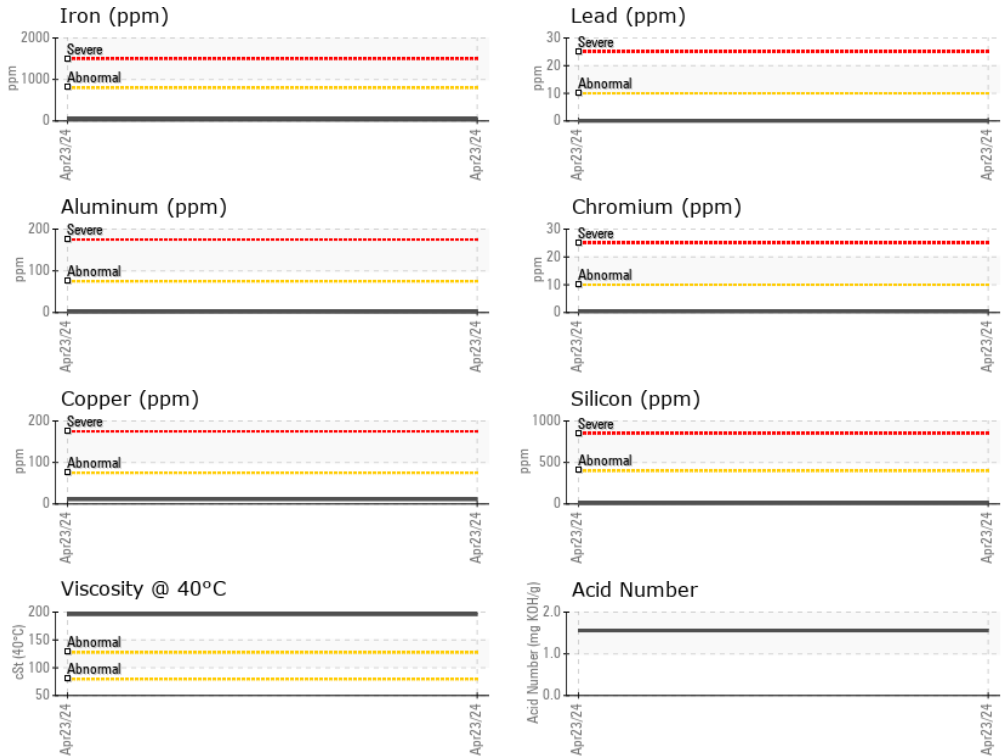 Iron (ppm)
2000
1000
0
ppm
Severe
Abnormal
Apr23/24
Apr23/24
Lead (ppm)
30
20
10
0
ppm
Severe
Abnormal
Apr23/24
Apr23/24
Aluminum (ppm)
200
100
0
ppm
Severe
Abnormal
Apr23/24
Apr23/24
Chromium (ppm)
30
20
10
0
ppm
Severe
Abnormal
Apr23/24
Apr23/24
Copper (ppm)
200
100
0
ppm
Severe
Abnormal
Apr23/24
Apr23/24
Silicon (ppm)
1000
500
0
ppm
Severe
Abnormal
Apr23/24
Apr23/24
Viscosity @ 40°C
200
150
100
50
cSt (40°C)
Abnormal
Abnormal
Apr23/24
Apr23/24
Acid Number
2.0
1.0
0.0
Acid Number (mg KOH/g)
Apr23/24
Apr23/24